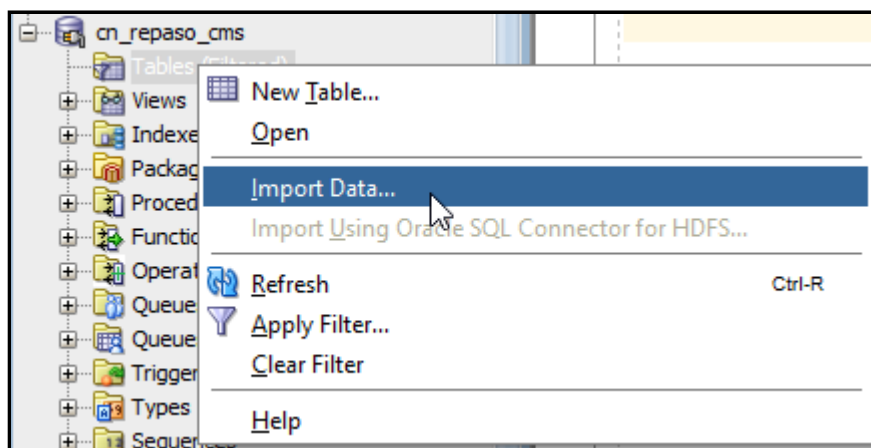 cn_repaso_cms
Tables (Filtered)
Views
New Table...
Indexe
Open
Packag
Proced
Import Data...
Functio
Import Using Oracle SQL Connector for HDFS...
Operat
Refresh Ctrl-R
Queue
Apply Filter...
Queue
Clear Filter
Trigger
Types
Help
Sequences